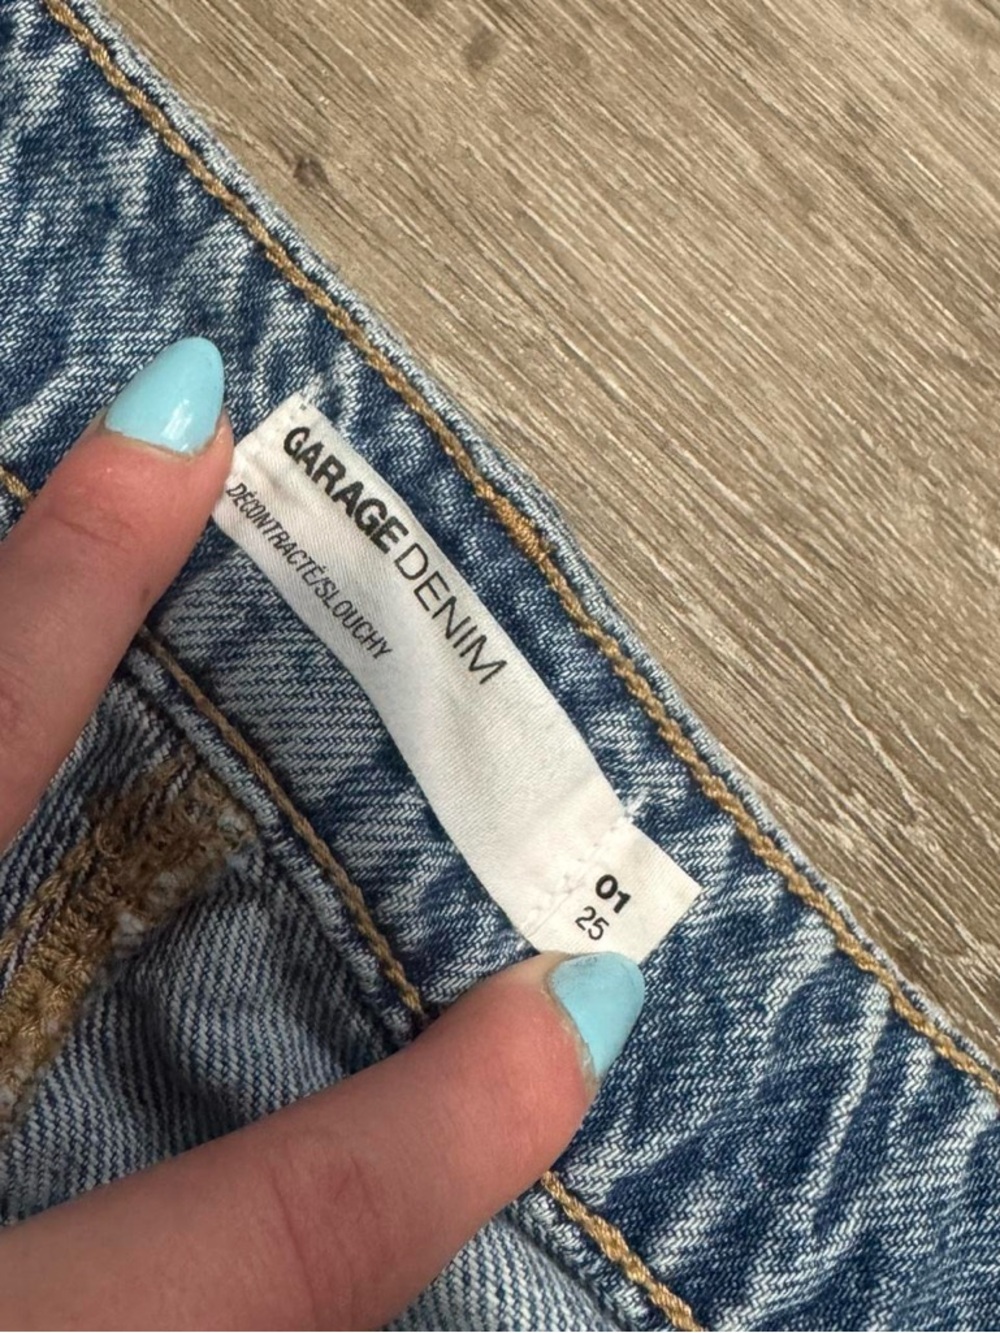 GARAGE DENIM
DÉCONTRACTÉ/SLOUCHY
01
25